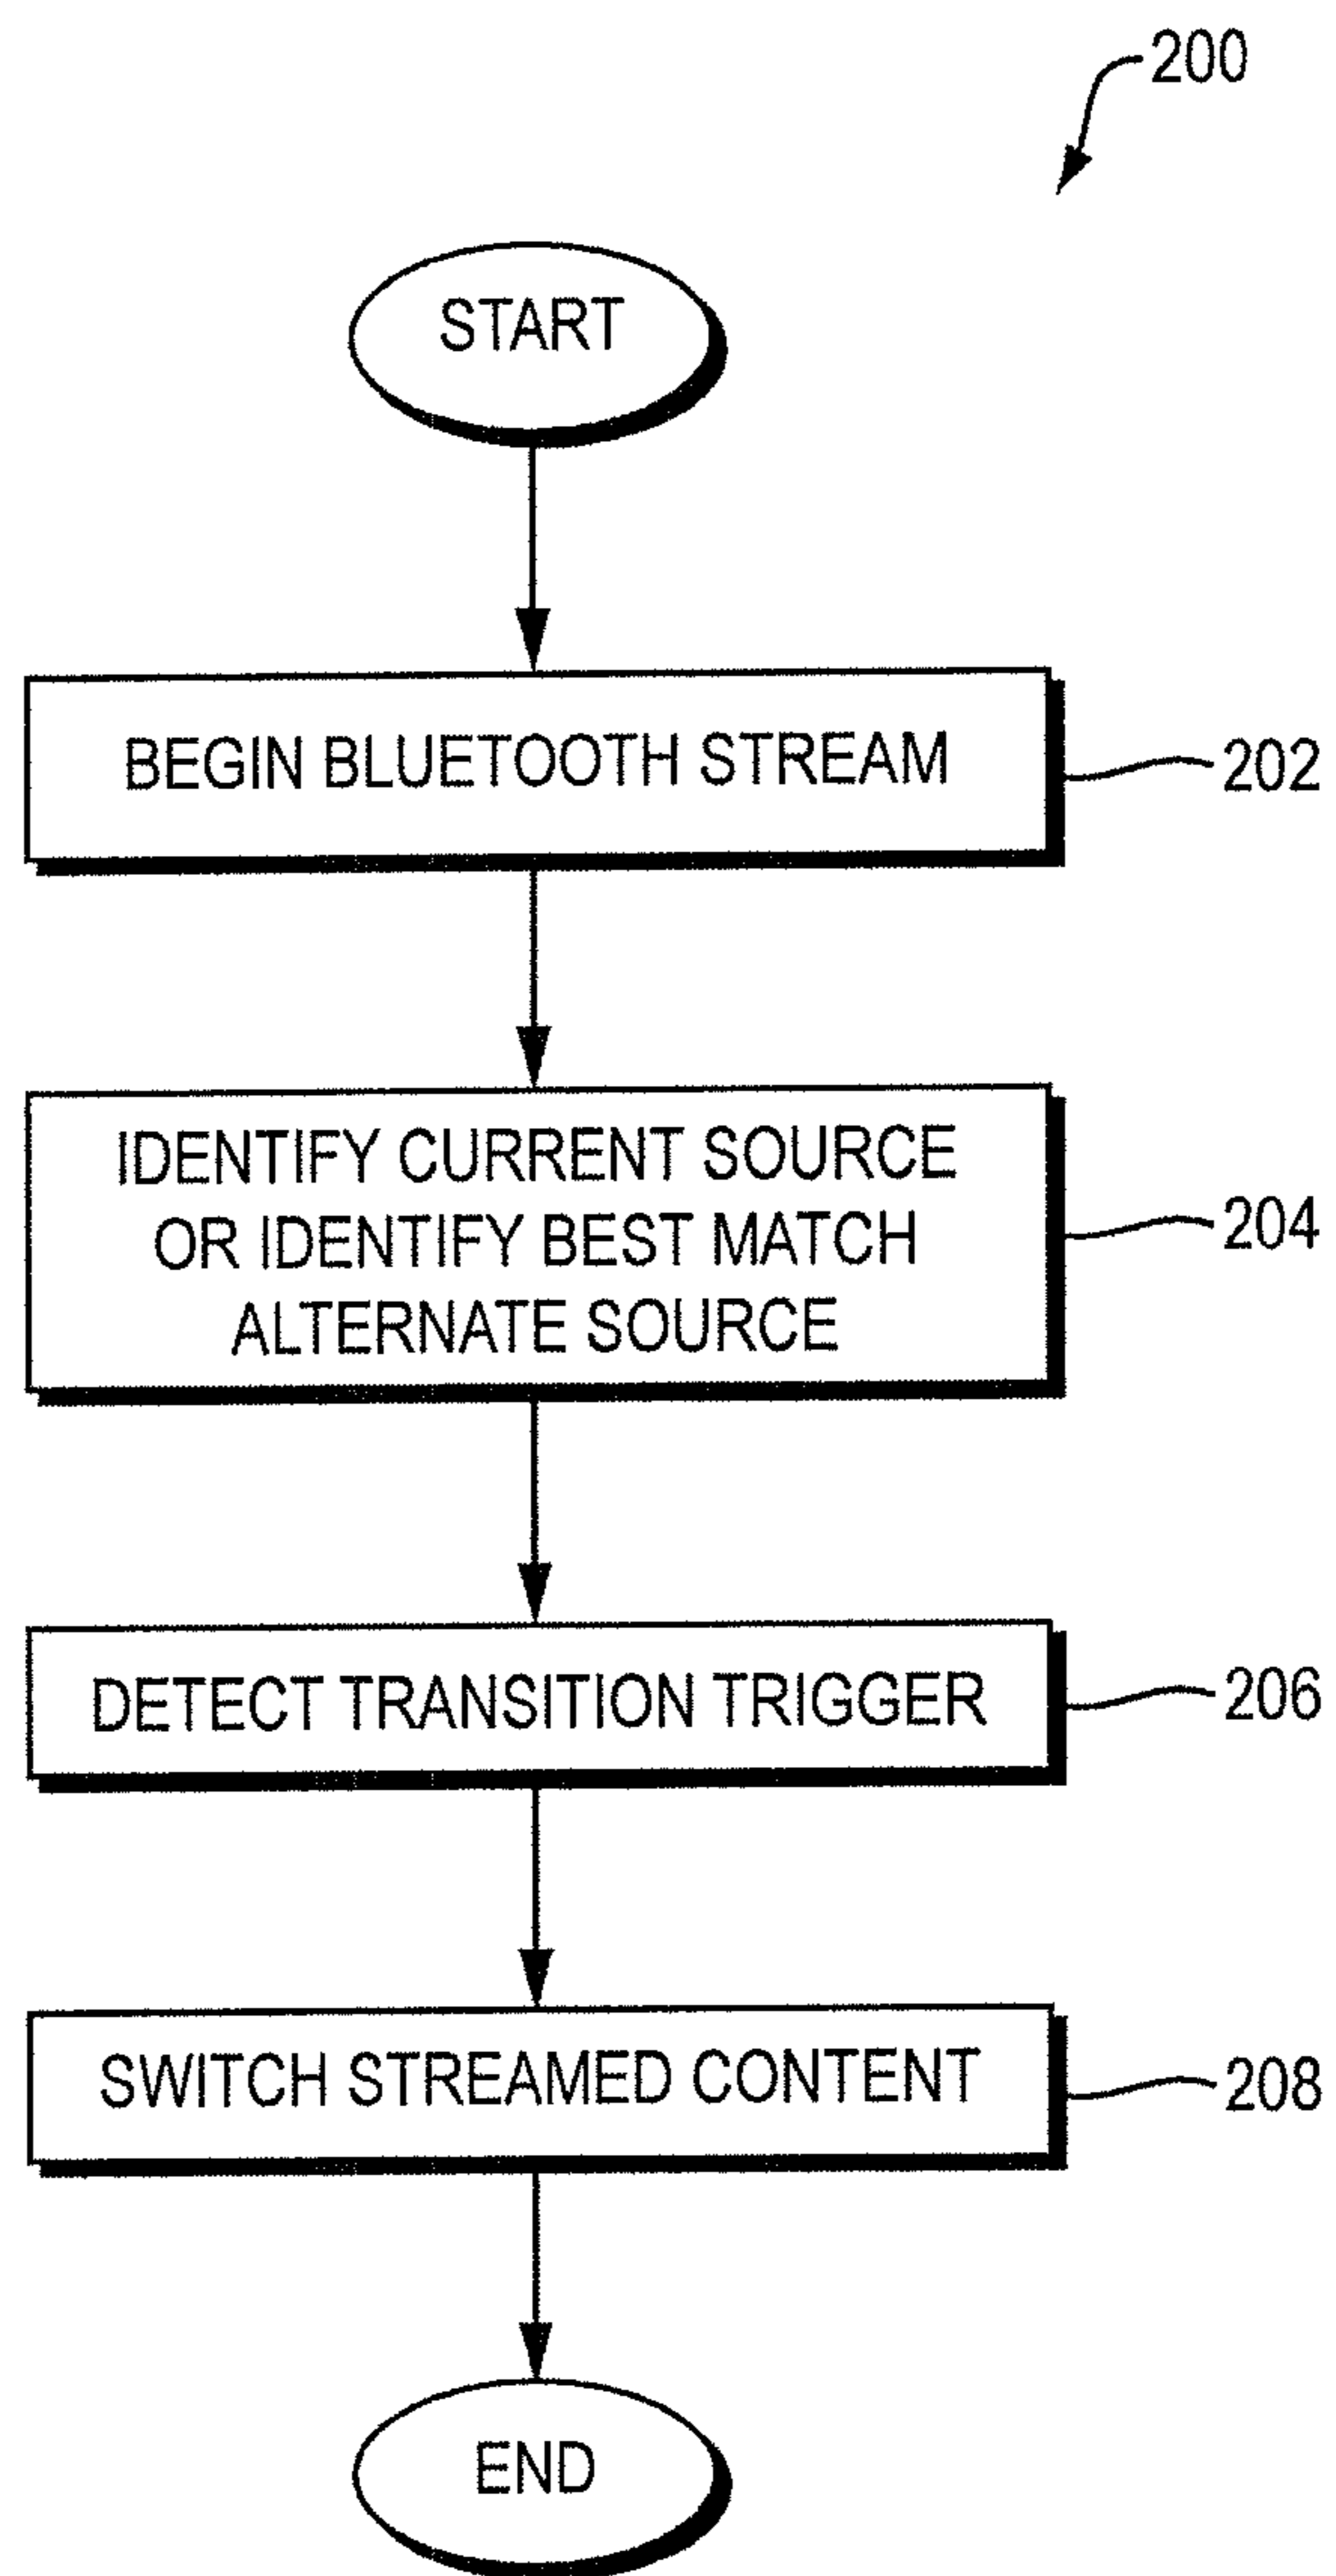 200
START
BEGIN BLUETOOTH STREAM
202
IDENTIFY CURRENT SOURCE
OR IDENTIFY BEST MATCH
ALTERNATE SOURCE
204
DETECT TRANSITION TRIGGER
206
SWITCH STREAMED CONTENT
208
END